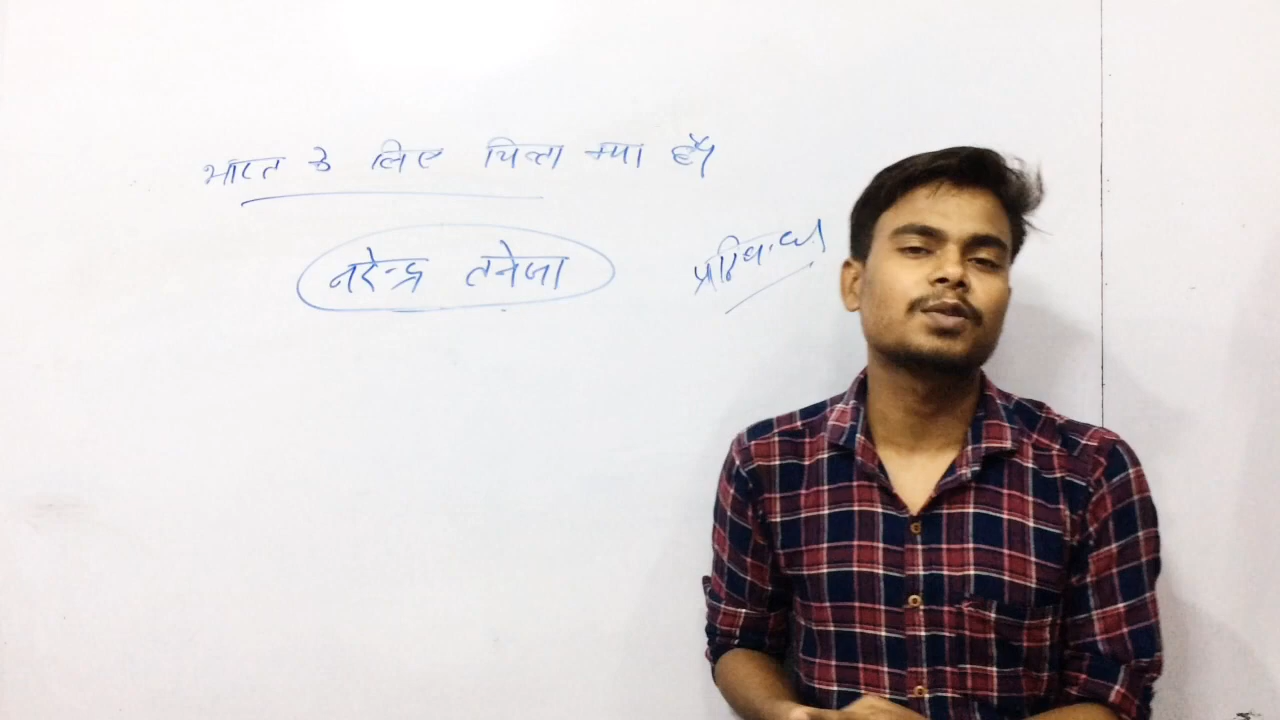 भारत के लिए चिन्ता क्या है
नरेन्द्र तनेजा